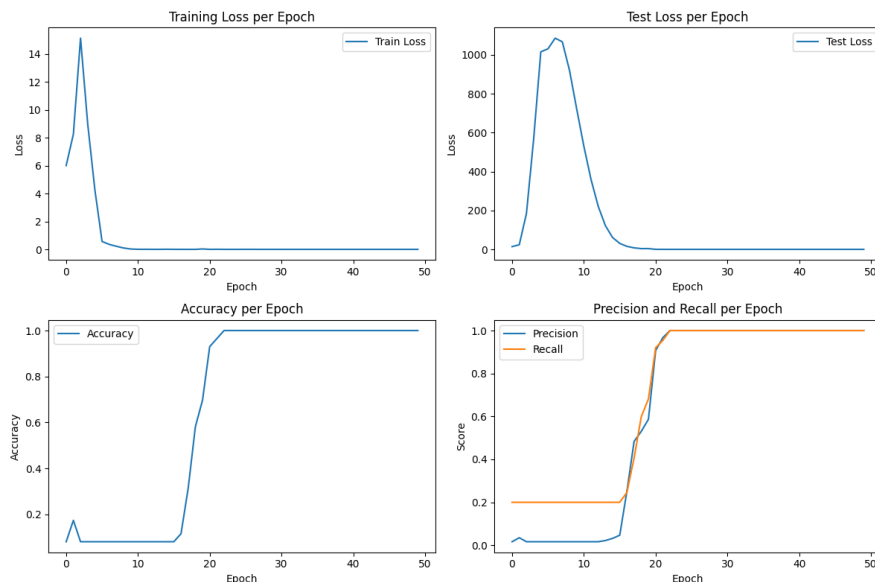 Training Loss per Epoch
Train Loss
14
12
10
8
6
4
2
0
Loss
0 10 20 30 40 50
Epoch
Test Loss per Epoch
Test Loss
1000
800
600
400
200
0
Loss
0 10 20 30 40 50
Epoch
Accuracy per Epoch
Accuracy
1.0
0.8
0.6
0.4
0.2
Accuracy
0 10 20 30 40 50
Epoch
Precision and Recall per Epoch
Precision
Recall
1.0
0.8
0.6
0.4
0.2
0.0
Score
0 10 20 30 40 50
Epoch